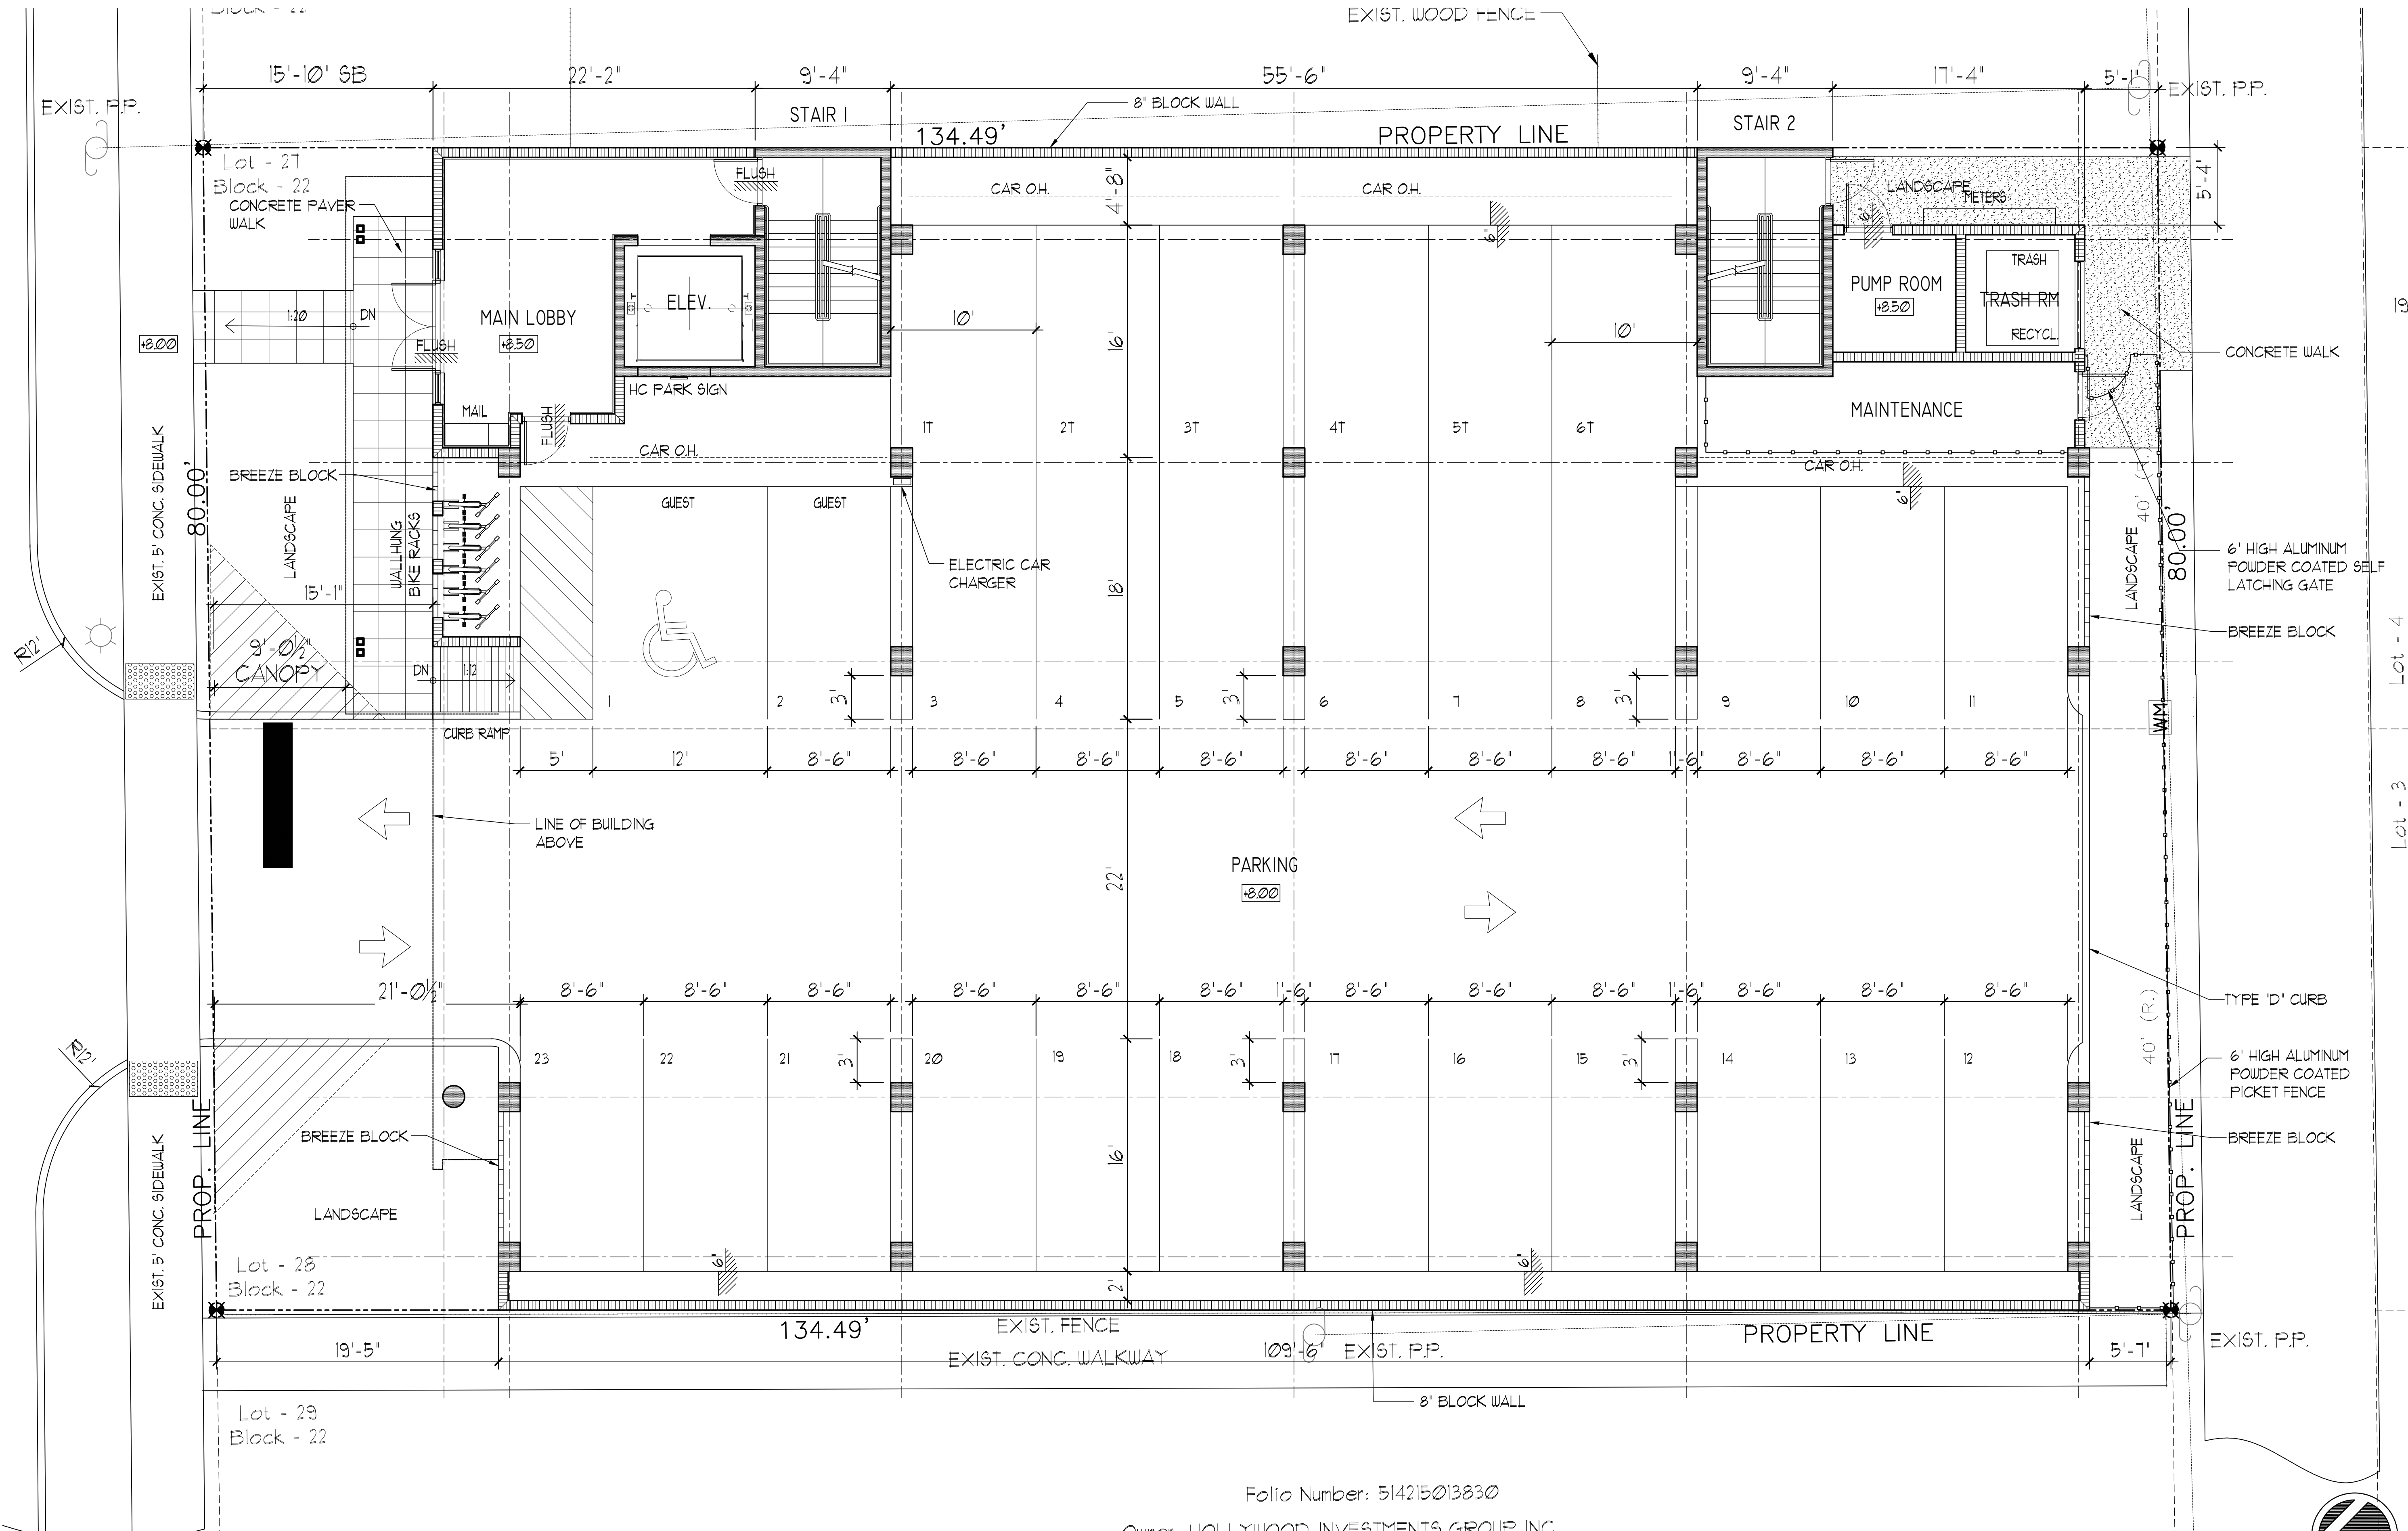 Block - 22
EXIST. WOOD FENCE
15'-10" SB
22'-2"
9'-4"
55'-6"
9'-4"
17'-4"
5'-1"
EXIST. P.P.
EXIST. P.P.
STAIR 1
8" BLOCK WALL
134.49'
PROPERTY LINE
STAIR 2
Lot - 27
Block - 22
CONCRETE PAVER
WALK
FLUSH
CAR O.H.
CAR O.H.
4'-8"
6"
6'
LANDSCAPE
METERS
5'-4"
TRASH
TRASH RM
RECYCL.
PUMP ROOM
+8.50
ELEV.
MAIN LOBBY
+8.50
1:20
DN
FLUSH
+8.00
10'
16'
10'
19
CONCRETE WALK
HC PARK SIGN
MAIL
FLUSH
CAR O.H.
1T
2T
3T
4T
5T
6T
MAINTENANCE
CAR O.H.
6"
EXIST. 5' CONC. SIDEWALK
80.00'
BREEZE BLOCK
LANDSCAPE
WALLHUNG
BIKE RACKS
GUEST
GUEST
ELECTRIC CAR
CHARGER
18'
LANDSCAPE
40' (R.)
80.00'
6' HIGH ALUMINUM
POWDER COATED SELF
LATCHING GATE
BREEZE BLOCK
15'-1"
9'-0½"
CANOPY
R12'
DN
1:12
1
2
3'
3
4
5
3'
6
7
8
3'
9
10
11
WM
Lot - 4
Lot - 3
CURB RAMP
5'
12'
8'-6"
8'-6"
8'-6"
8'-6"
8'-6"
8'-6"
8'-6"
1'-6"
8'-6"
8'-6"
8'-6"
LINE OF BUILDING
ABOVE
22'
PARKING
+8.00
21'-0½"
8'-6"
8'-6"
8'-6"
8'-6"
8'-6"
8'-6"
1'-6"
8'-6"
8'-6"
8'-6"
1'-6"
8'-6"
8'-6"
8'-6"
TYPE "D" CURB
40' (R.)
R12'
23
22
21
3'
20
19
18
3'
17
16
15
3'
14
13
12
6' HIGH ALUMINUM
POWDER COATED
PICKET FENCE
BREEZE BLOCK
BREEZE BLOCK
PROP. LINE
EXIST. 5' CONC. SIDEWALK
16'
LANDSCAPE
LANDSCAPE
PROP. LINE
Lot - 28
Block - 22
6"
2'
6"
134.49'
EXIST. FENCE
PROPERTY LINE
19'-5"
EXIST. CONC. WALKWAY
109'-6"
EXIST. P.P.
5'-7"
EXIST. P.P.
8" BLOCK WALL
Lot - 29
Block - 22
Folio Number: 514215013830
Owner: HOLLYWOOD INVESTMENTS GROUP INC